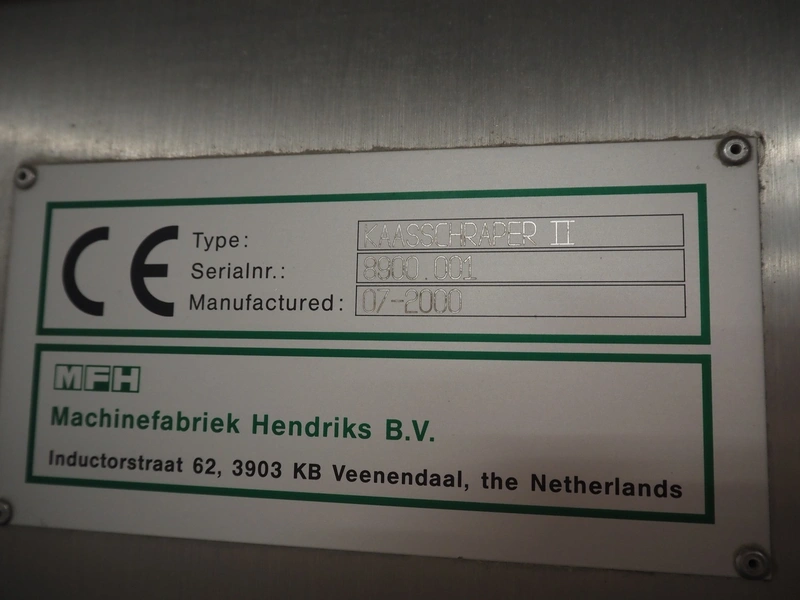 CE
Type: KAASSCHRAPER II
Serialnr.: 8900.001
Manufactured: 07-2000
MFH
Machinefabriek Hendriks B.V.
Inductorstraat 62, 3903 KB Veenendaal, the Netherlands